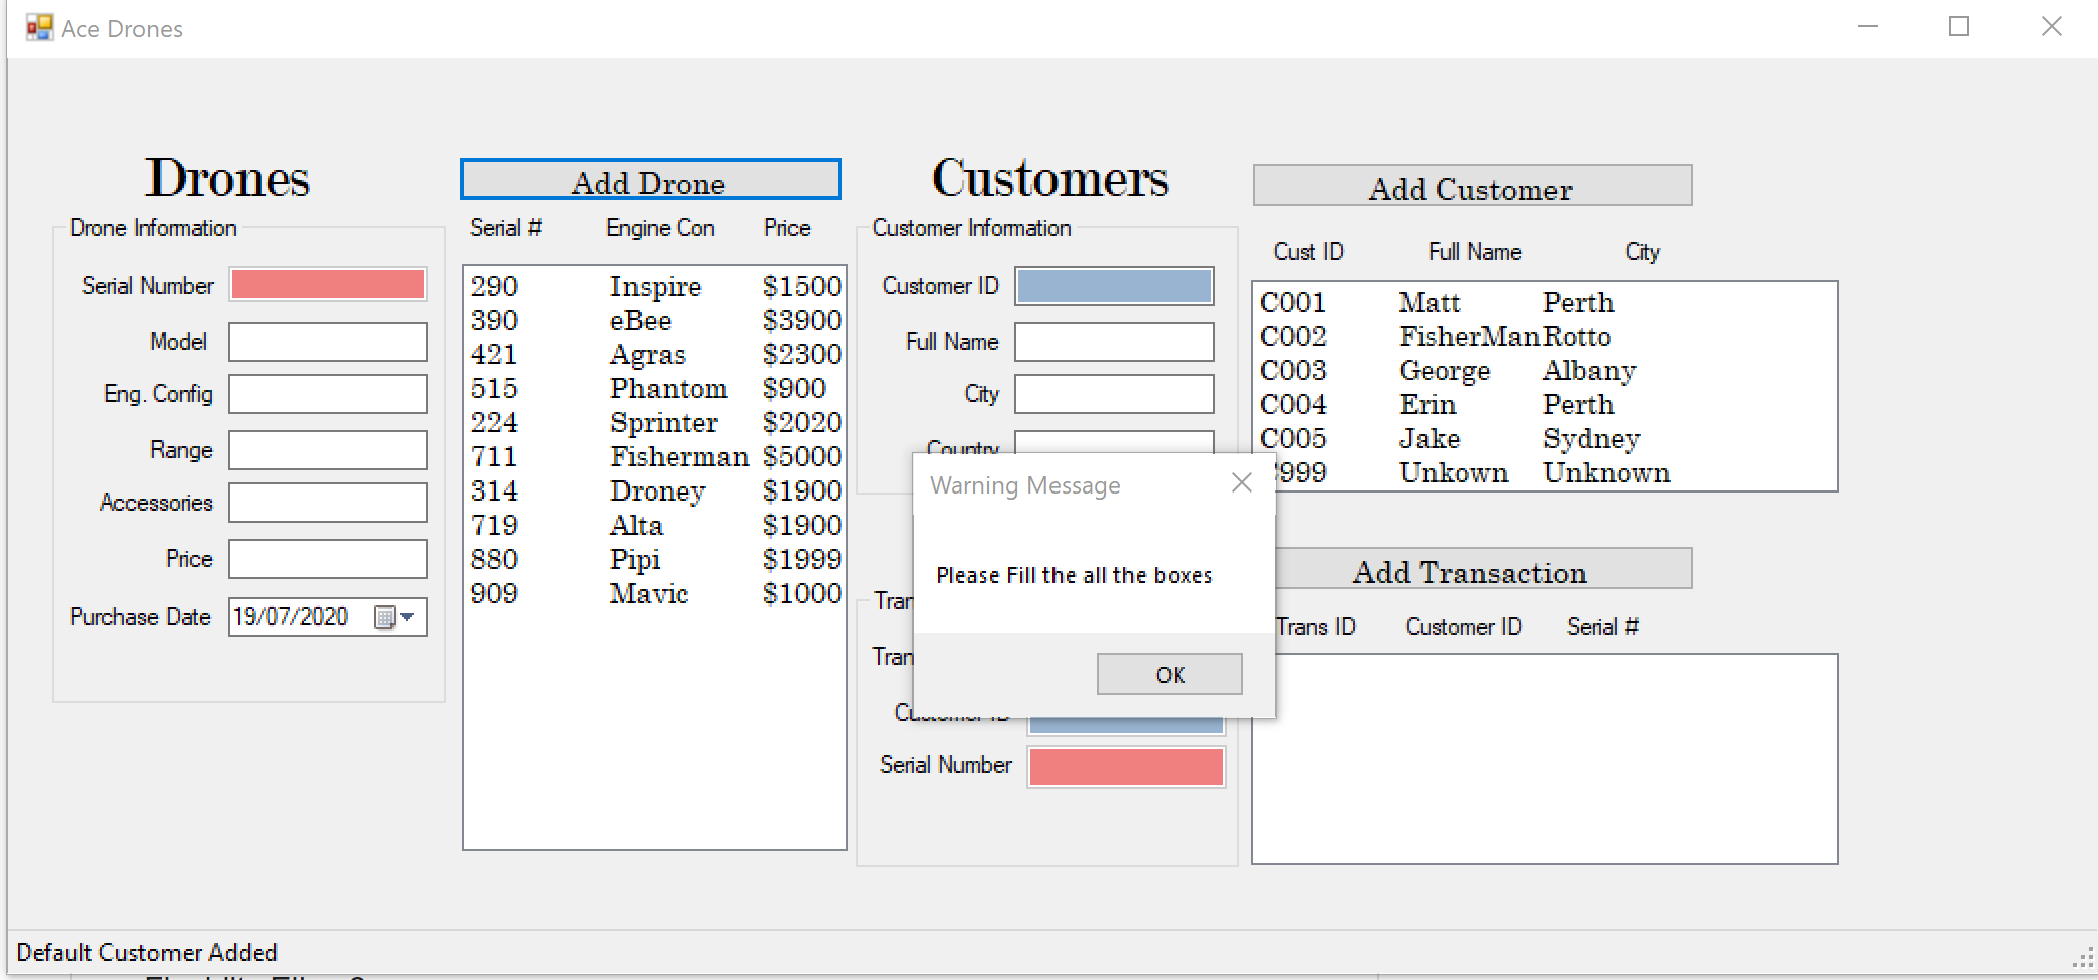 Ace Drones
Drones
Add Drone
Customers
Add Customer
Drone Information
Serial #
Engine Con
Price
Customer Information
Cust ID
Full Name
City
Serial Number
Model
Eng. Config
Range
Accessories
Price
Purchase Date
19/07/2020
290 Inspire $1500
390 eBee $3900
421 Agras $2300
515 Phantom $900
224 Sprinter $2020
711 Fisherman $5000
314 Droney $1900
719 Alta $1900
880 Pipi $1999
909 Mavic $1000
Customer ID
Full Name
City
Country
C001 Matt Perth
C002 FisherMan Rotto
C003 George Albany
C004 Erin Perth
C005 Jake Sydney
999 Unkown Unknown
Warning Message
Please Fill the all the boxes
OK
Add Transaction
Tran
Trans ID
Customer ID
Serial #
Tran
Customer ID
Serial Number
Default Customer Added